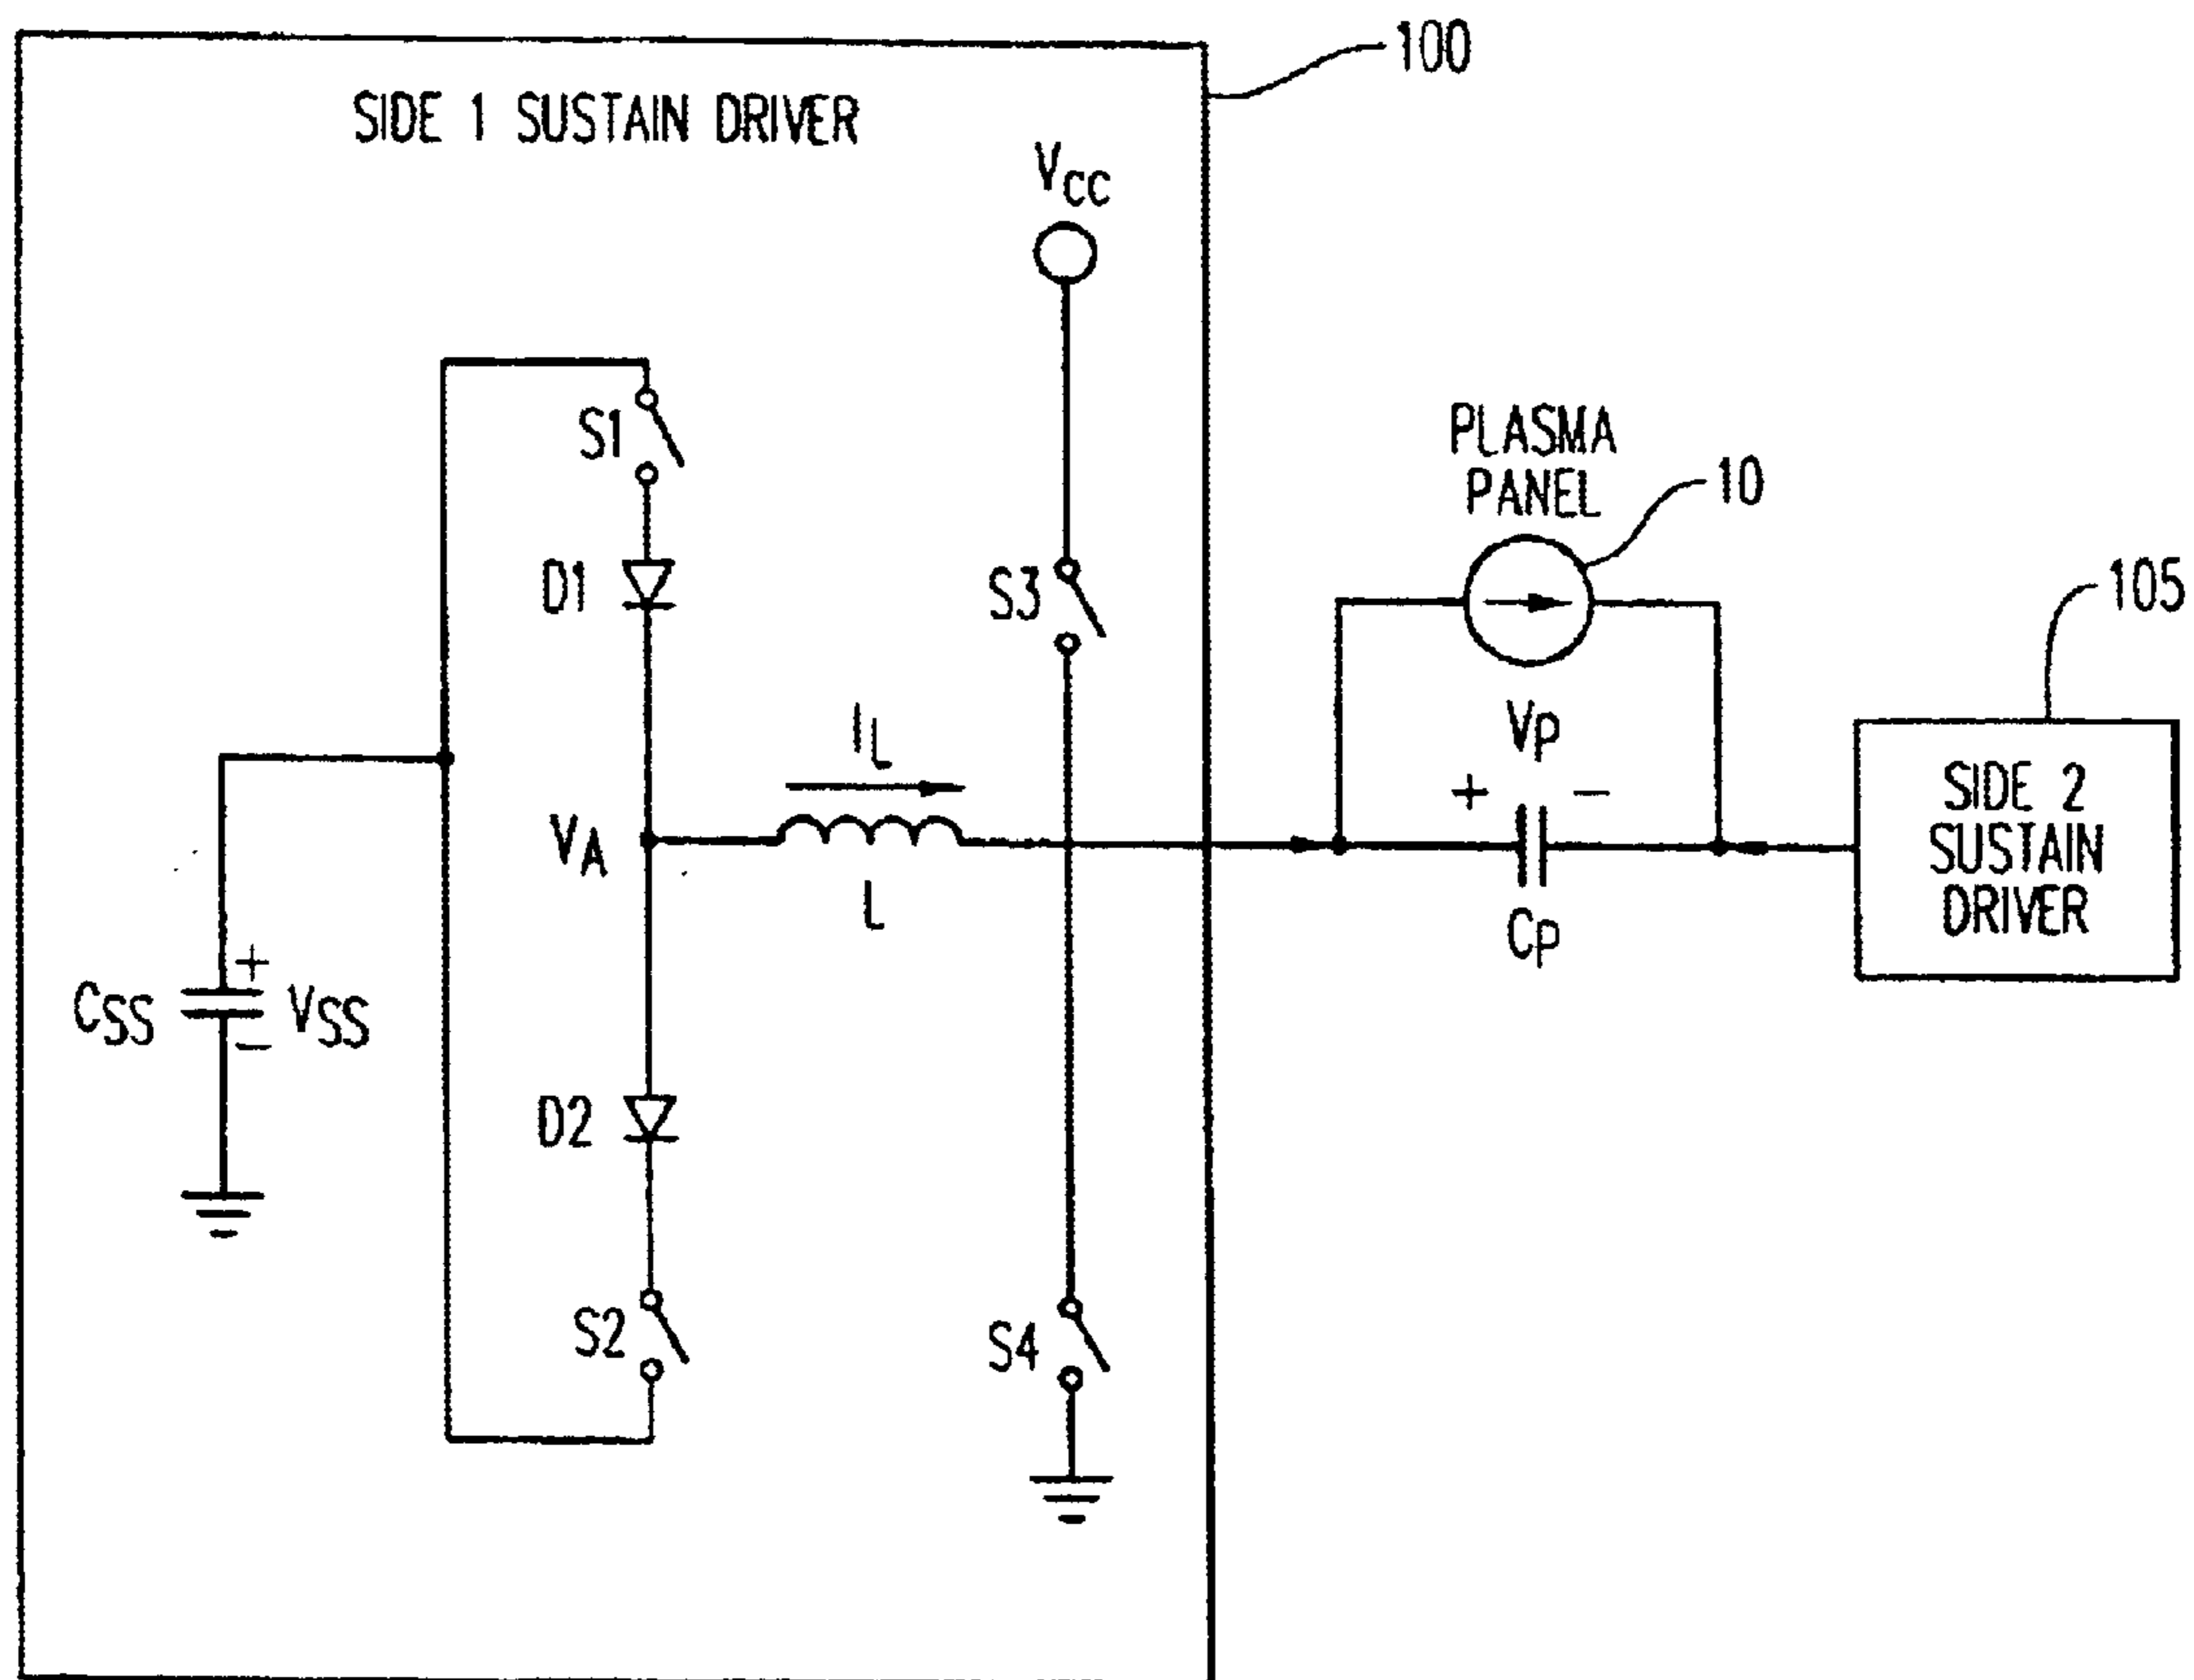 100
SIDE 1 SUSTAIN DRIVER
VCC
S1
PLASMA
PANEL
10
D1
S3
105
IL
VP
+ −
SIDE 2
SUSTAIN
DRIVER
VA
L
CP
+
CSS
VSS
−
D2
S2
S4